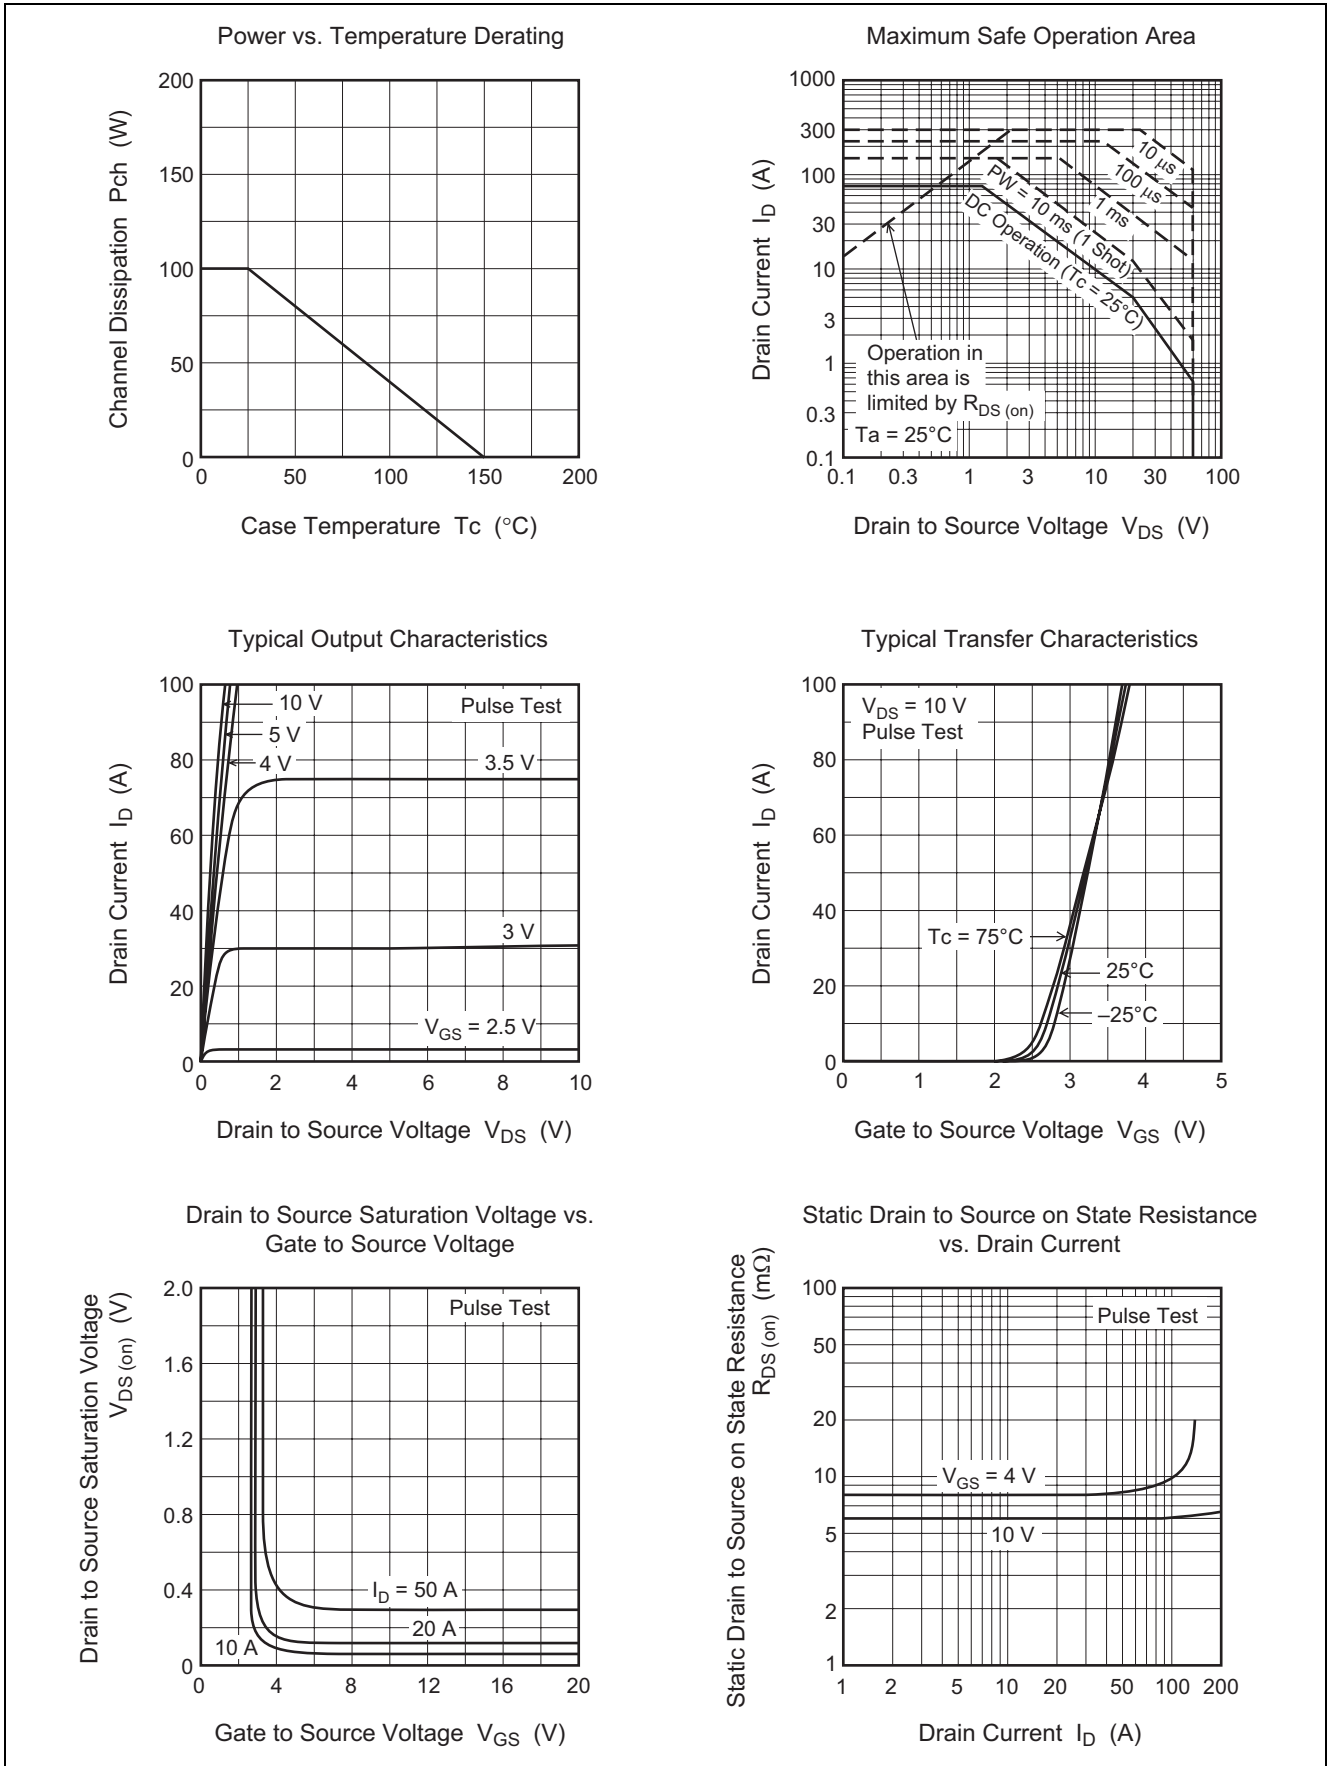 Power vs. Temperature Derating
Channel Dissipation Pch (W)
200
150
100
50
0
0 50 100 150 200
Case Temperature Tc (°C)
Maximum Safe Operation Area
Drain Current I_D (A)
1000
300
100
30
10
3
1
0.3
0.1
10 µs
100 µs
1 ms
PW = 10 ms (1 Shot)
DC Operation (Tc = 25°C)
Operation in
this area is
limited by R_DS (on)
Ta = 25°C
0.1 0.3 1 3 10 30 100
Drain to Source Voltage V_DS (V)
Typical Output Characteristics
Drain Current I_D (A)
100
80
60
40
20
0
10 V
5 V
4 V
Pulse Test
3.5 V
3 V
V_GS = 2.5 V
0 2 4 6 8 10
Drain to Source Voltage V_DS (V)
Typical Transfer Characteristics
Drain Current I_D (A)
100
80
60
40
20
0
V_DS = 10 V
Pulse Test
Tc = 75°C
25°C
–25°C
0 1 2 3 4 5
Gate to Source Voltage V_GS (V)
Drain to Source Saturation Voltage vs.
Gate to Source Voltage
Drain to Source Saturation Voltage
V_DS (on) (V)
2.0
1.6
1.2
0.8
0.4
0
Pulse Test
I_D = 50 A
20 A
10 A
0 4 8 12 16 20
Gate to Source Voltage V_GS (V)
Static Drain to Source on State Resistance
vs. Drain Current
Static Drain to Source on State Resistance
R_DS (on) (mΩ)
100
50
20
10
5
2
1
Pulse Test
V_GS = 4 V
10 V
1 2 5 10 20 50 100 200
Drain Current I_D (A)